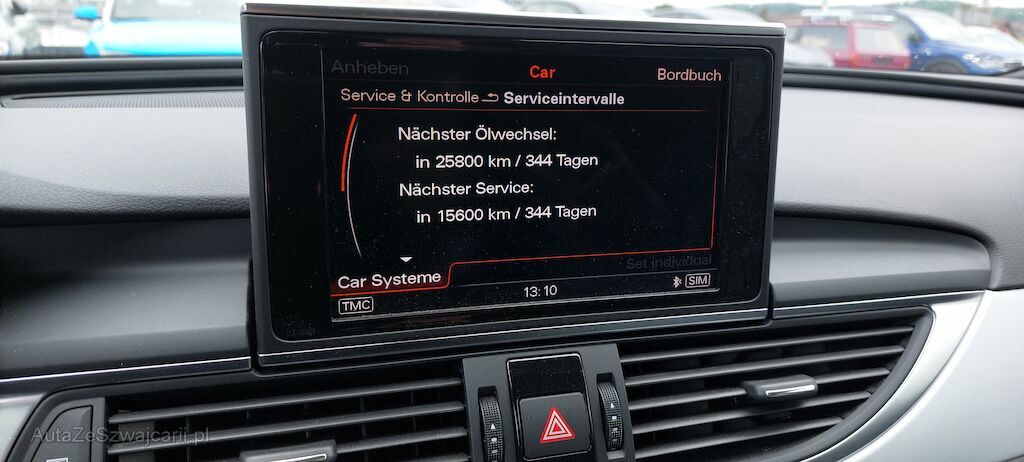 Anheben
Car
Bordbuch
Service & Kontrolle Serviceintervalle
Nächster Ölwechsel:
in 25800 km / 344 Tagen
Nächster Service:
in 15600 km / 344 Tagen
Set individual
Car Systeme
TMC
13:10
SIM
AutaZeSzwajcarii.pl